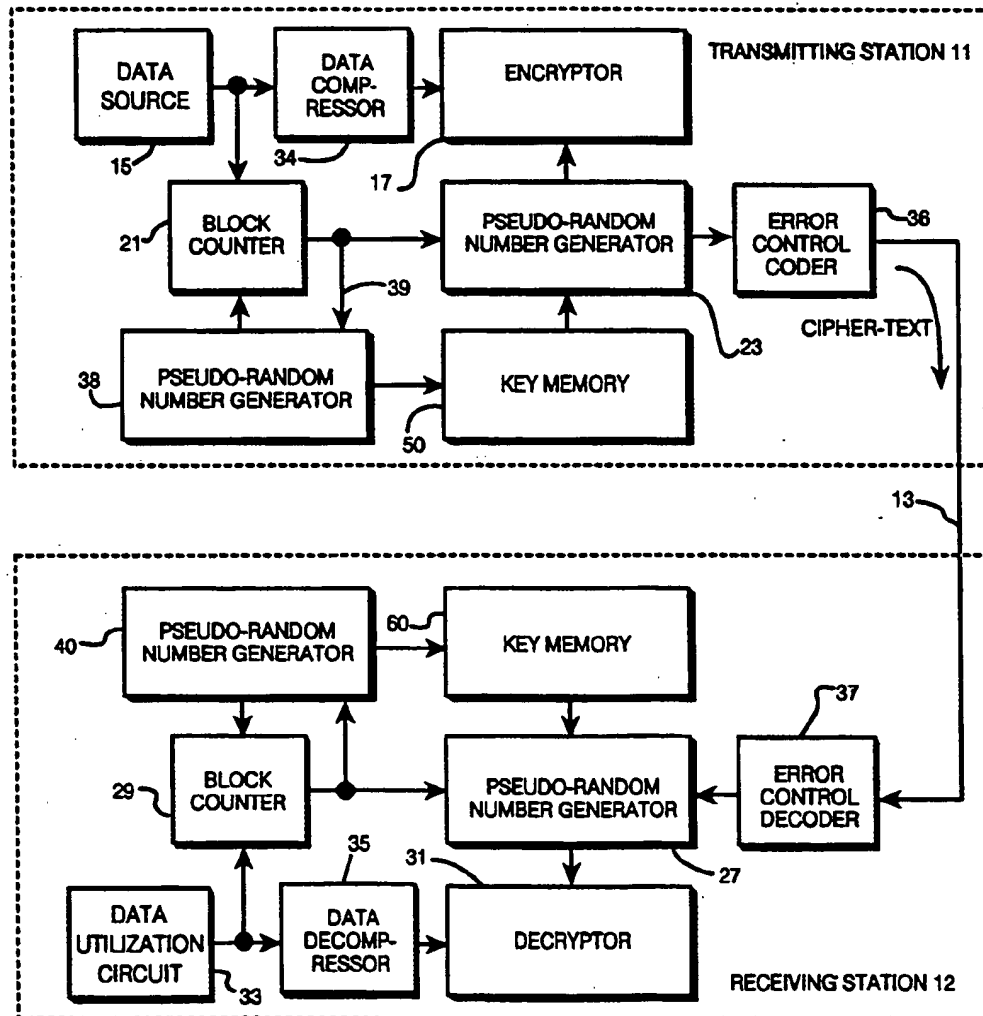 DATA
SOURCE
15
DATA
COMP-
RESSOR
34
ENCRYPTOR
17
TRANSMITTING STATION 11
BLOCK
COUNTER
21
39
PSEUDO-RANDOM
NUMBER GENERATOR
23
ERROR
CONTROL
CODER
36
CIPHER-TEXT
PSEUDO-RANDOM
NUMBER GENERATOR
38
KEY MEMORY
50
13
PSEUDO-RANDOM
NUMBER GENERATOR
40
KEY MEMORY
60
BLOCK
COUNTER
29
PSEUDO-RANDOM
NUMBER GENERATOR
27
ERROR
CONTROL
DECODER
37
DATA
UTILIZATION
CIRCUIT
33
DATA
DECOMP-
RESSOR
35
DECRYPTOR
31
RECEIVING STATION 12